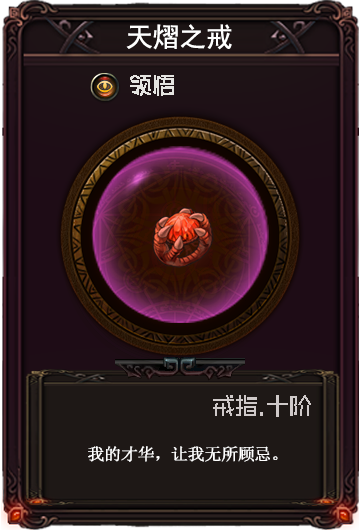 天熠之戒
领悟
戒指.十阶
我的才华，让我无所顾忌。